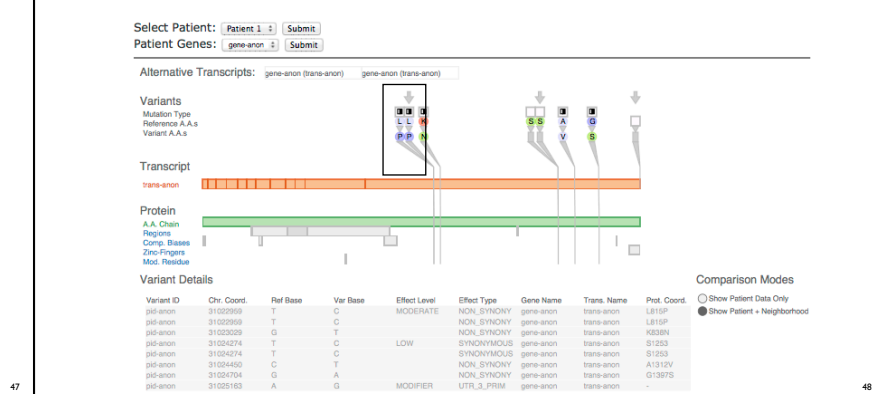 Select Patient: Patient 1 Submit
Patient Genes: gene-anon Submit
Alternative Transcripts: gene-anon (trans-anon) gene-anon (trans-anon)
Variants
Mutation Type
Reference A.A.s
Variant A.A.s
L L K S S A G
P P N V S
Transcript
trans-anon
Protein
A.A. Chain
Regions
Comp. Biases
Zinc-Fingers
Mod. Residue
Variant Details
Comparison Modes
Variant ID Chr. Coord. Ref Base Var Base Effect Level Effect Type Gene Name Trans. Name Prot. Coord.
Show Patient Data Only
pid-anon 31022959 T C MODERATE NON_SYNONY gene-anon trans-anon L815P
Show Patient + Neighborhood
pid-anon 31022959 T C NON_SYNONY gene-anon trans-anon L815P
pid-anon 31023029 G T NON_SYNONY gene-anon trans-anon K838N
pid-anon 31024274 T C LOW SYNONYMOUS gene-anon trans-anon S1253
pid-anon 31024274 T C SYNONYMOUS gene-anon trans-anon S1253
pid-anon 31024450 C T NON_SYNONY gene-anon trans-anon A1312V
pid-anon 31024704 G A NON_SYNONY gene-anon trans-anon G1397S
pid-anon 31025163 A G MODIFIER UTR_3_PRIM gene-anon trans-anon -
47
48